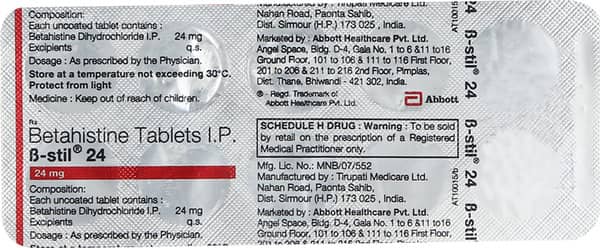 Composition:
Each uncoated tablet contains :
Betahistine Dihydrochloride I.P. 24 mg
Excipients q.s.
Dosage : As prescribed by the Physician.
Store at a temperature not exceeding 30°C.
Protect from light
Medicine : Keep out of reach of children.
Rx
Betahistine Tablets I.P.
ß-stil® 24
24 mg
Composition:
Each uncoated tablet contains :
Betahistine Dihydrochloride I.P. 24 mg
Excipients q.s.
Dosage : As prescribed by the Physician.
Manufactured by : Tirupati Medicare Ltd.
Nahan Road, Paonta Sahib,
Dist. Sirmour (H.P.) 173 025 , India.
Marketed by : Abbott Healthcare Pvt. Ltd.
Angel Space, Bldg. D-4, Gala No. 1 to 6 &11 to16
Ground Floor, 101 to 106 & 111 to 116 First Floor,
201 to 206 & 211 to 216 2nd Floor, Pimplas,
Dist. Thane, Bhiwandi - 421 302, India.
® - Regd. Trademark of
Abbott Healthcare Pvt. Ltd.
Abbott
SCHEDULE H DRUG : Warning : To be sold
by retail on the prescription of a Registered
Medical Practitioner only.
Mfg. Lic. No.: MNB/07/552
Manufactured by : Tirupati Medicare Ltd.
Nahan Road, Paonta Sahib,
Dist. Sirmour (H.P.) 173 025 , India.
Marketed by : Abbott Healthcare Pvt. Ltd.
Angel Space, Bldg. D-4, Gala No. 1 to 6 &11 to16
Ground Floor, 101 to 106 & 111 to 116 First Floor,
ß-stil® 24
ß-stil® 24